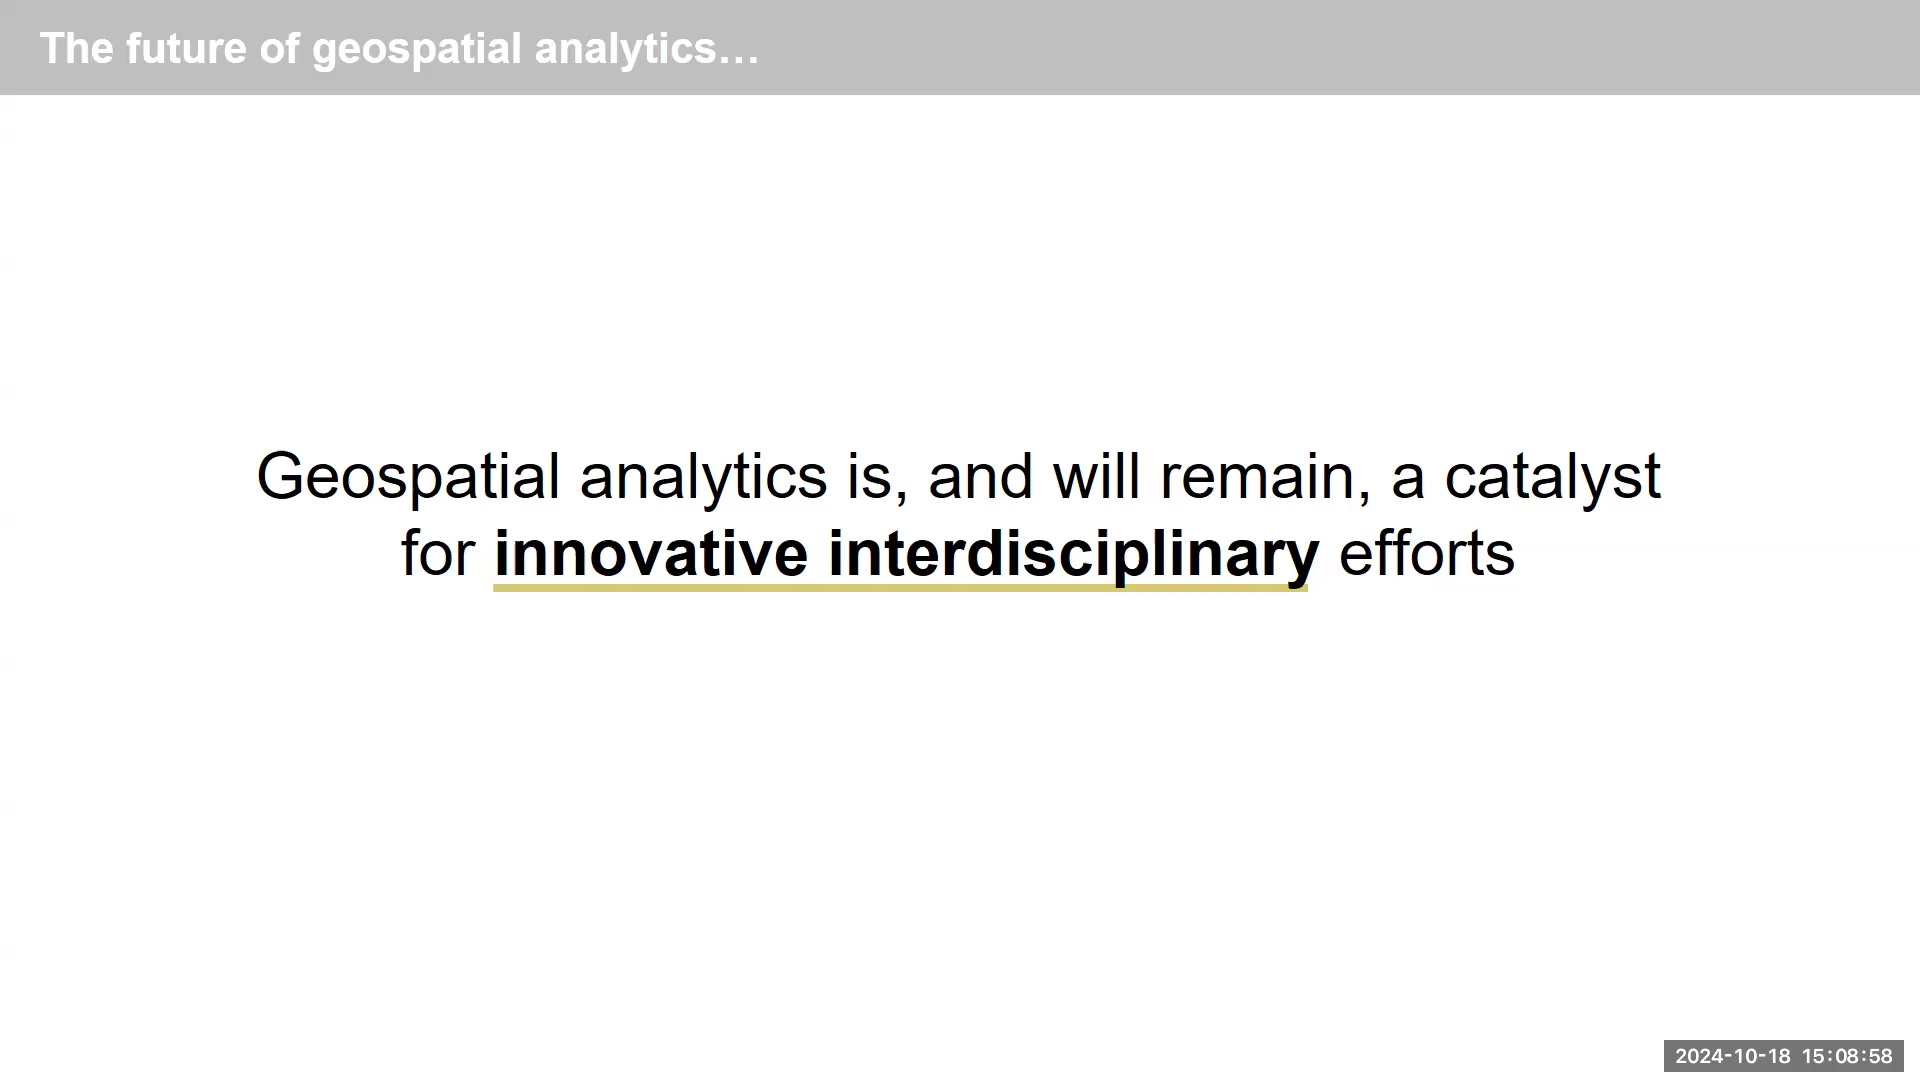 The future of geospatial analytics…
Geospatial analytics is, and will remain, a catalyst
for innovative interdisciplinary efforts
2024-10-18 15:08:58